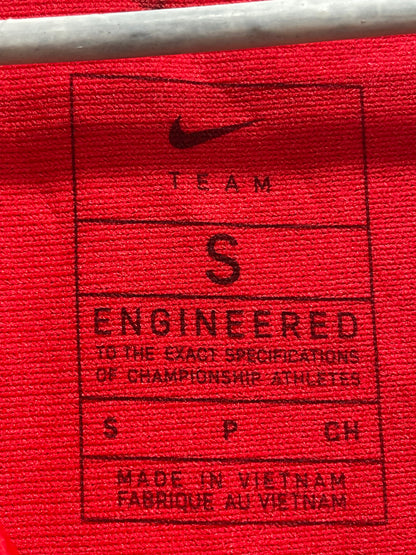 TEAM
S
ENGINEERED
TO THE EXACT SPECIFICATIONS
OF CHAMPIONSHIP ATHLETES
S P CH
MADE IN VIETNAM
FABRIQUE AU VIETNAM